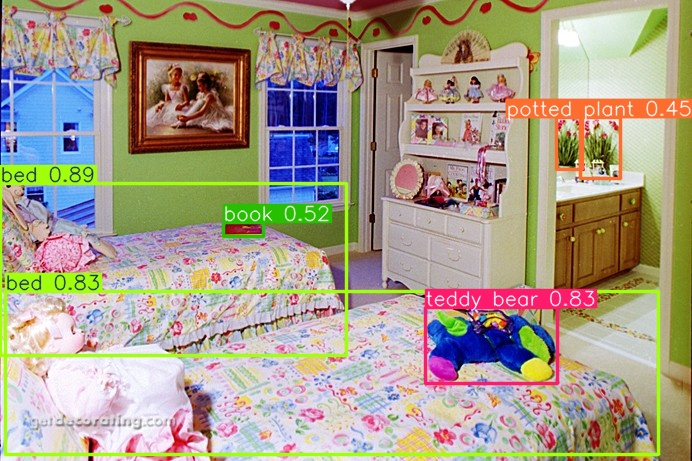 potted plant 0.45
bed 0.89
book 0.52
bed 0.83
teddy bear 0.83
getdecorating.com